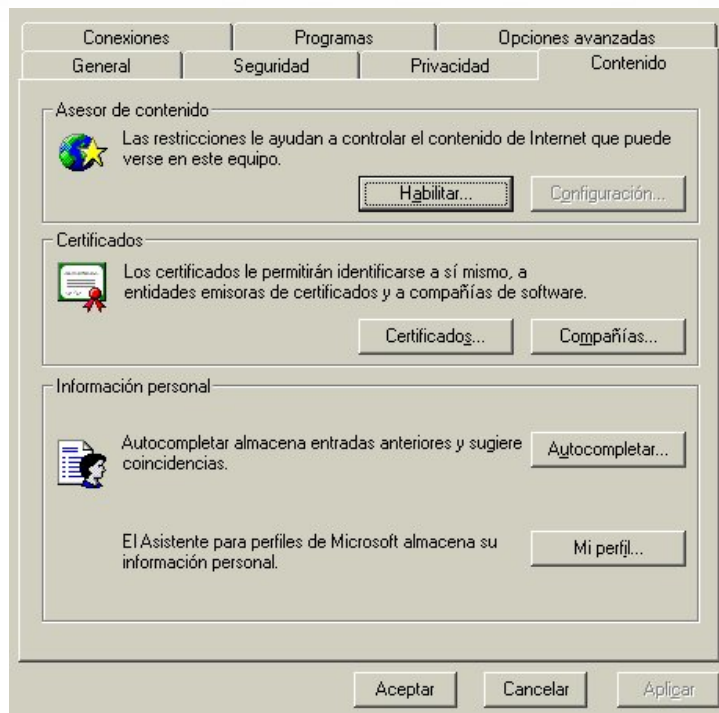 Conexiones Programas Opciones avanzadas
General Seguridad Privacidad Contenido
Asesor de contenido
Las restricciones le ayudan a controlar el contenido de Internet que puede
verse en este equipo.
Habilitar... Configuración...
Certificados
Los certificados le permitirán identificarse a sí mismo, a
entidades emisoras de certificados y a compañías de software.
Certificados... Compañías...
Información personal
Autocompletar almacena entradas anteriores y sugiere
coincidencias.
Autocompletar...
El Asistente para perfiles de Microsoft almacena su
información personal.
Mi perfil...
Aceptar Cancelar Aplicar